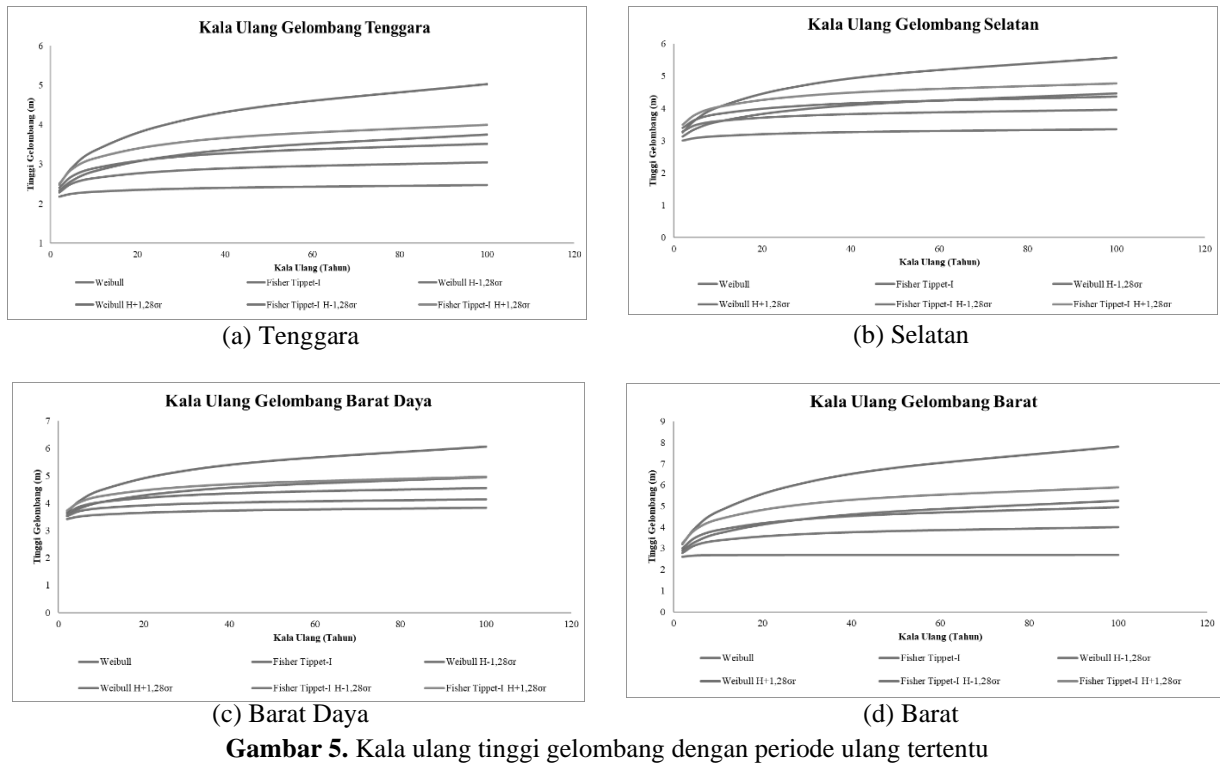 Kala Ulang Gelombang Tenggara
Tinggi Gelombang (m)
6
5
4
3
2
1
0
20
40
60
80
100
120
Kala Ulang (Tahun)
Weibull
Fisher Tippet-I
Weibull H-1,28σr
Weibull H+1,28σr
Fisher Tippet-I H-1,28σr
Fisher Tippet-I H+1,28σr
(a) Tenggara
Kala Ulang Gelombang Selatan
Tinggi Gelombang (m)
6
5
4
3
2
1
0
0
20
40
60
80
100
120
Kala Ulang (Tahun)
Weibull
Fisher Tippet-I
Weibull H-1,28σr
Weibull H+1,28σr
Fisher Tippet-I H-1,28σr
Fisher Tippet-I H+1,28σr
(b) Selatan
Kala Ulang Gelombang Barat Daya
Tinggi Gelombang (m)
7
6
5
4
3
2
1
0
0
20
40
60
80
100
120
Kala Ulang (Tahun)
Weibull
Fisher Tippet-I
Weibull H-1,28σr
Weibull H+1,28σr
Fisher Tippet-I H-1,28σr
Fisher Tippet-I H+1,28σr
(c) Barat Daya
Kala Ulang Gelombang Barat
Tinggi Gelombang (m)
9
8
7
6
5
4
3
2
1
0
0
20
40
60
80
100
120
Kala Ulang (Tahun)
Weibull
Fisher Tippet-I
Weibull H-1,28σr
Weibull H+1,28σr
Fisher Tippet-I H-1,28σr
Fisher Tippet-I H+1,28σr
(d) Barat
Gambar 5. Kala ulang tinggi gelombang dengan periode ulang tertentu